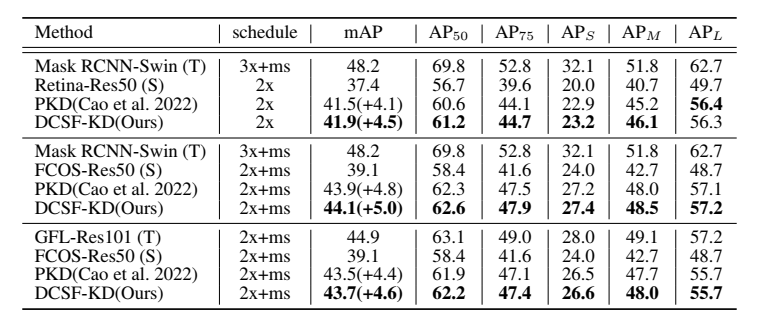 Method schedule mAP AP50 AP75 APS APM APL
Mask RCNN-Swin (T) 3x+ms 48.2 69.8 52.8 32.1 51.8 62.7
Retina-Res50 (S) 2x 37.4 56.7 39.6 20.0 40.7 49.7
PKD(Cao et al. 2022) 2x 41.5(+4.1) 60.6 44.1 22.9 45.2 56.4
DCSF-KD(Ours) 2x 41.9(+4.5) 61.2 44.7 23.2 46.1 56.3
Mask RCNN-Swin (T) 3x+ms 48.2 69.8 52.8 32.1 51.8 62.7
FCOS-Res50 (S) 2x+ms 39.1 58.4 41.6 24.0 42.7 48.7
PKD(Cao et al. 2022) 2x+ms 43.9(+4.8) 62.3 47.5 27.2 48.0 57.1
DCSF-KD(Ours) 2x+ms 44.1(+5.0) 62.6 47.9 27.4 48.5 57.2
GFL-Res101 (T) 2x+ms 44.9 63.1 49.0 28.0 49.1 57.2
FCOS-Res50 (S) 2x+ms 39.1 58.4 41.6 24.0 42.7 48.7
PKD(Cao et al. 2022) 2x+ms 43.5(+4.4) 61.9 47.1 26.5 47.7 55.7
DCSF-KD(Ours) 2x+ms 43.7(+4.6) 62.2 47.4 26.6 48.0 55.7